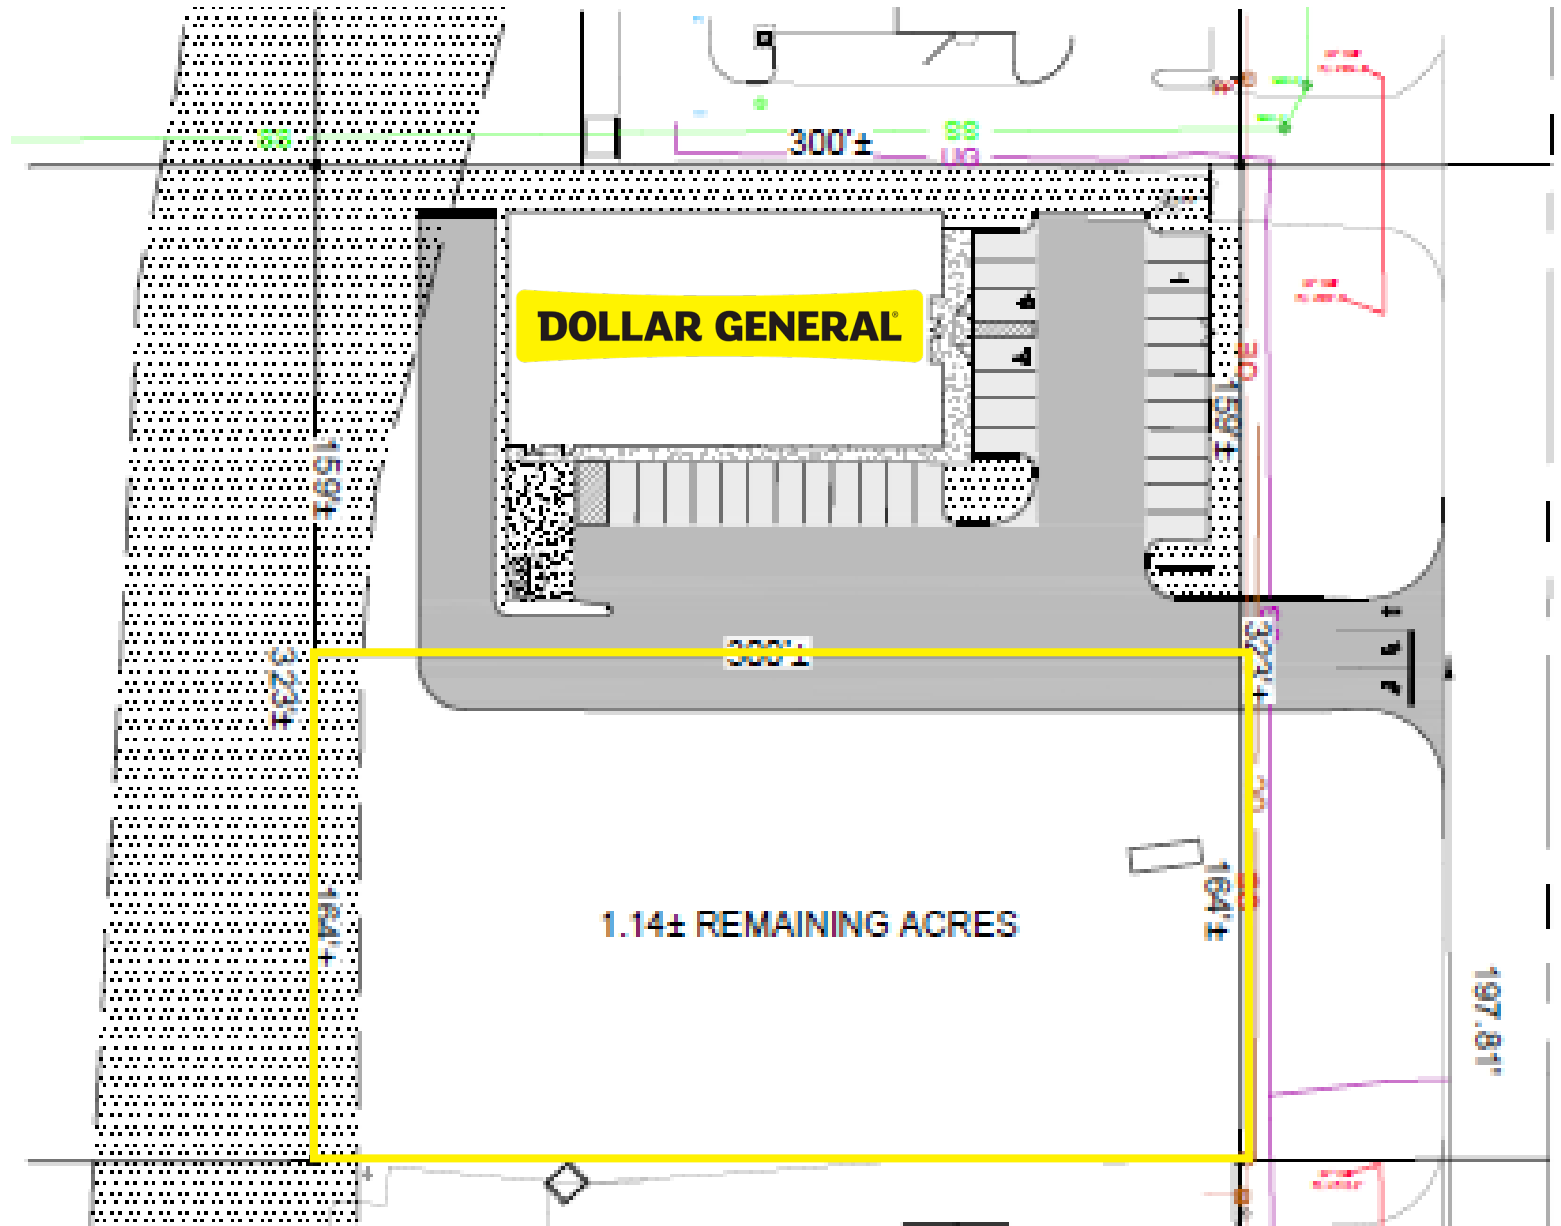 SS
300'±
SS
UG
DOLLAR GENERAL
159'±
159'±
300'±
323'±
323'±
164'±
164'±
1.14± REMAINING ACRES
197.81'